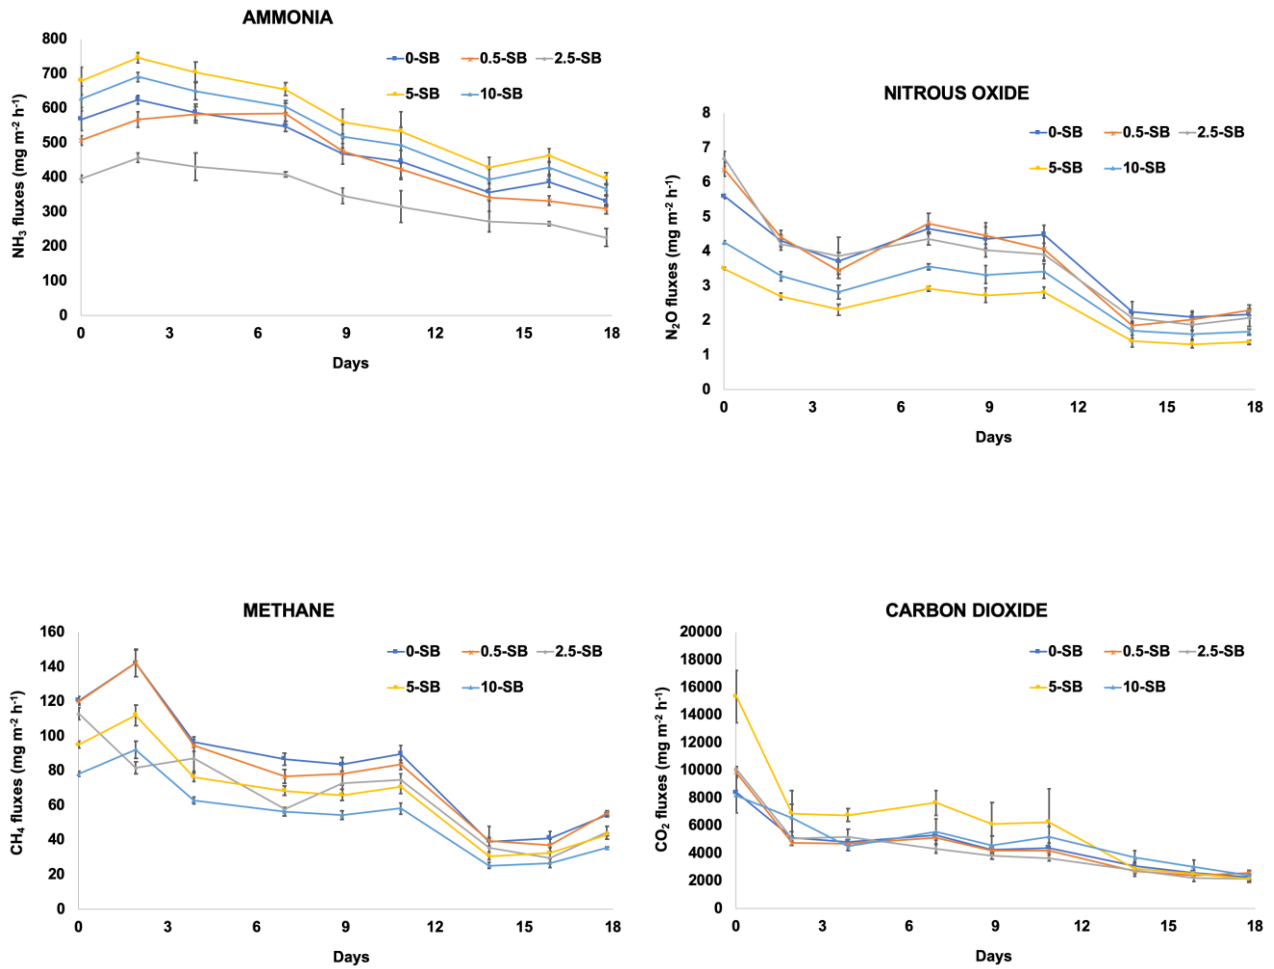 AMMONIA
0-SB 0.5-SB 2.5-SB
5-SB 10-SB
NH₃ fluxes (mg m⁻² h⁻¹)
800
700
600
500
400
300
200
100
0
0 3 6 9 12 15 18
Days
NITROUS OXIDE
0-SB 0.5-SB 2.5-SB
5-SB 10-SB
N₂O fluxes (mg m⁻² h⁻¹)
8
7
6
5
4
3
2
1
0
0 3 6 9 12 15 18
Days
METHANE
0-SB 0.5-SB 2.5-SB
5-SB 10-SB
CH₄ fluxes (mg m⁻² h⁻¹)
160
140
120
100
80
60
40
20
0
0 3 6 9 12 15 18
Days
CARBON DIOXIDE
0-SB 0.5-SB 2.5-SB
5-SB 10-SB
CO₂ fluxes (mg m⁻² h⁻¹)
20000
18000
16000
14000
12000
10000
8000
6000
4000
2000
0
0 3 6 9 12 15 18
Days